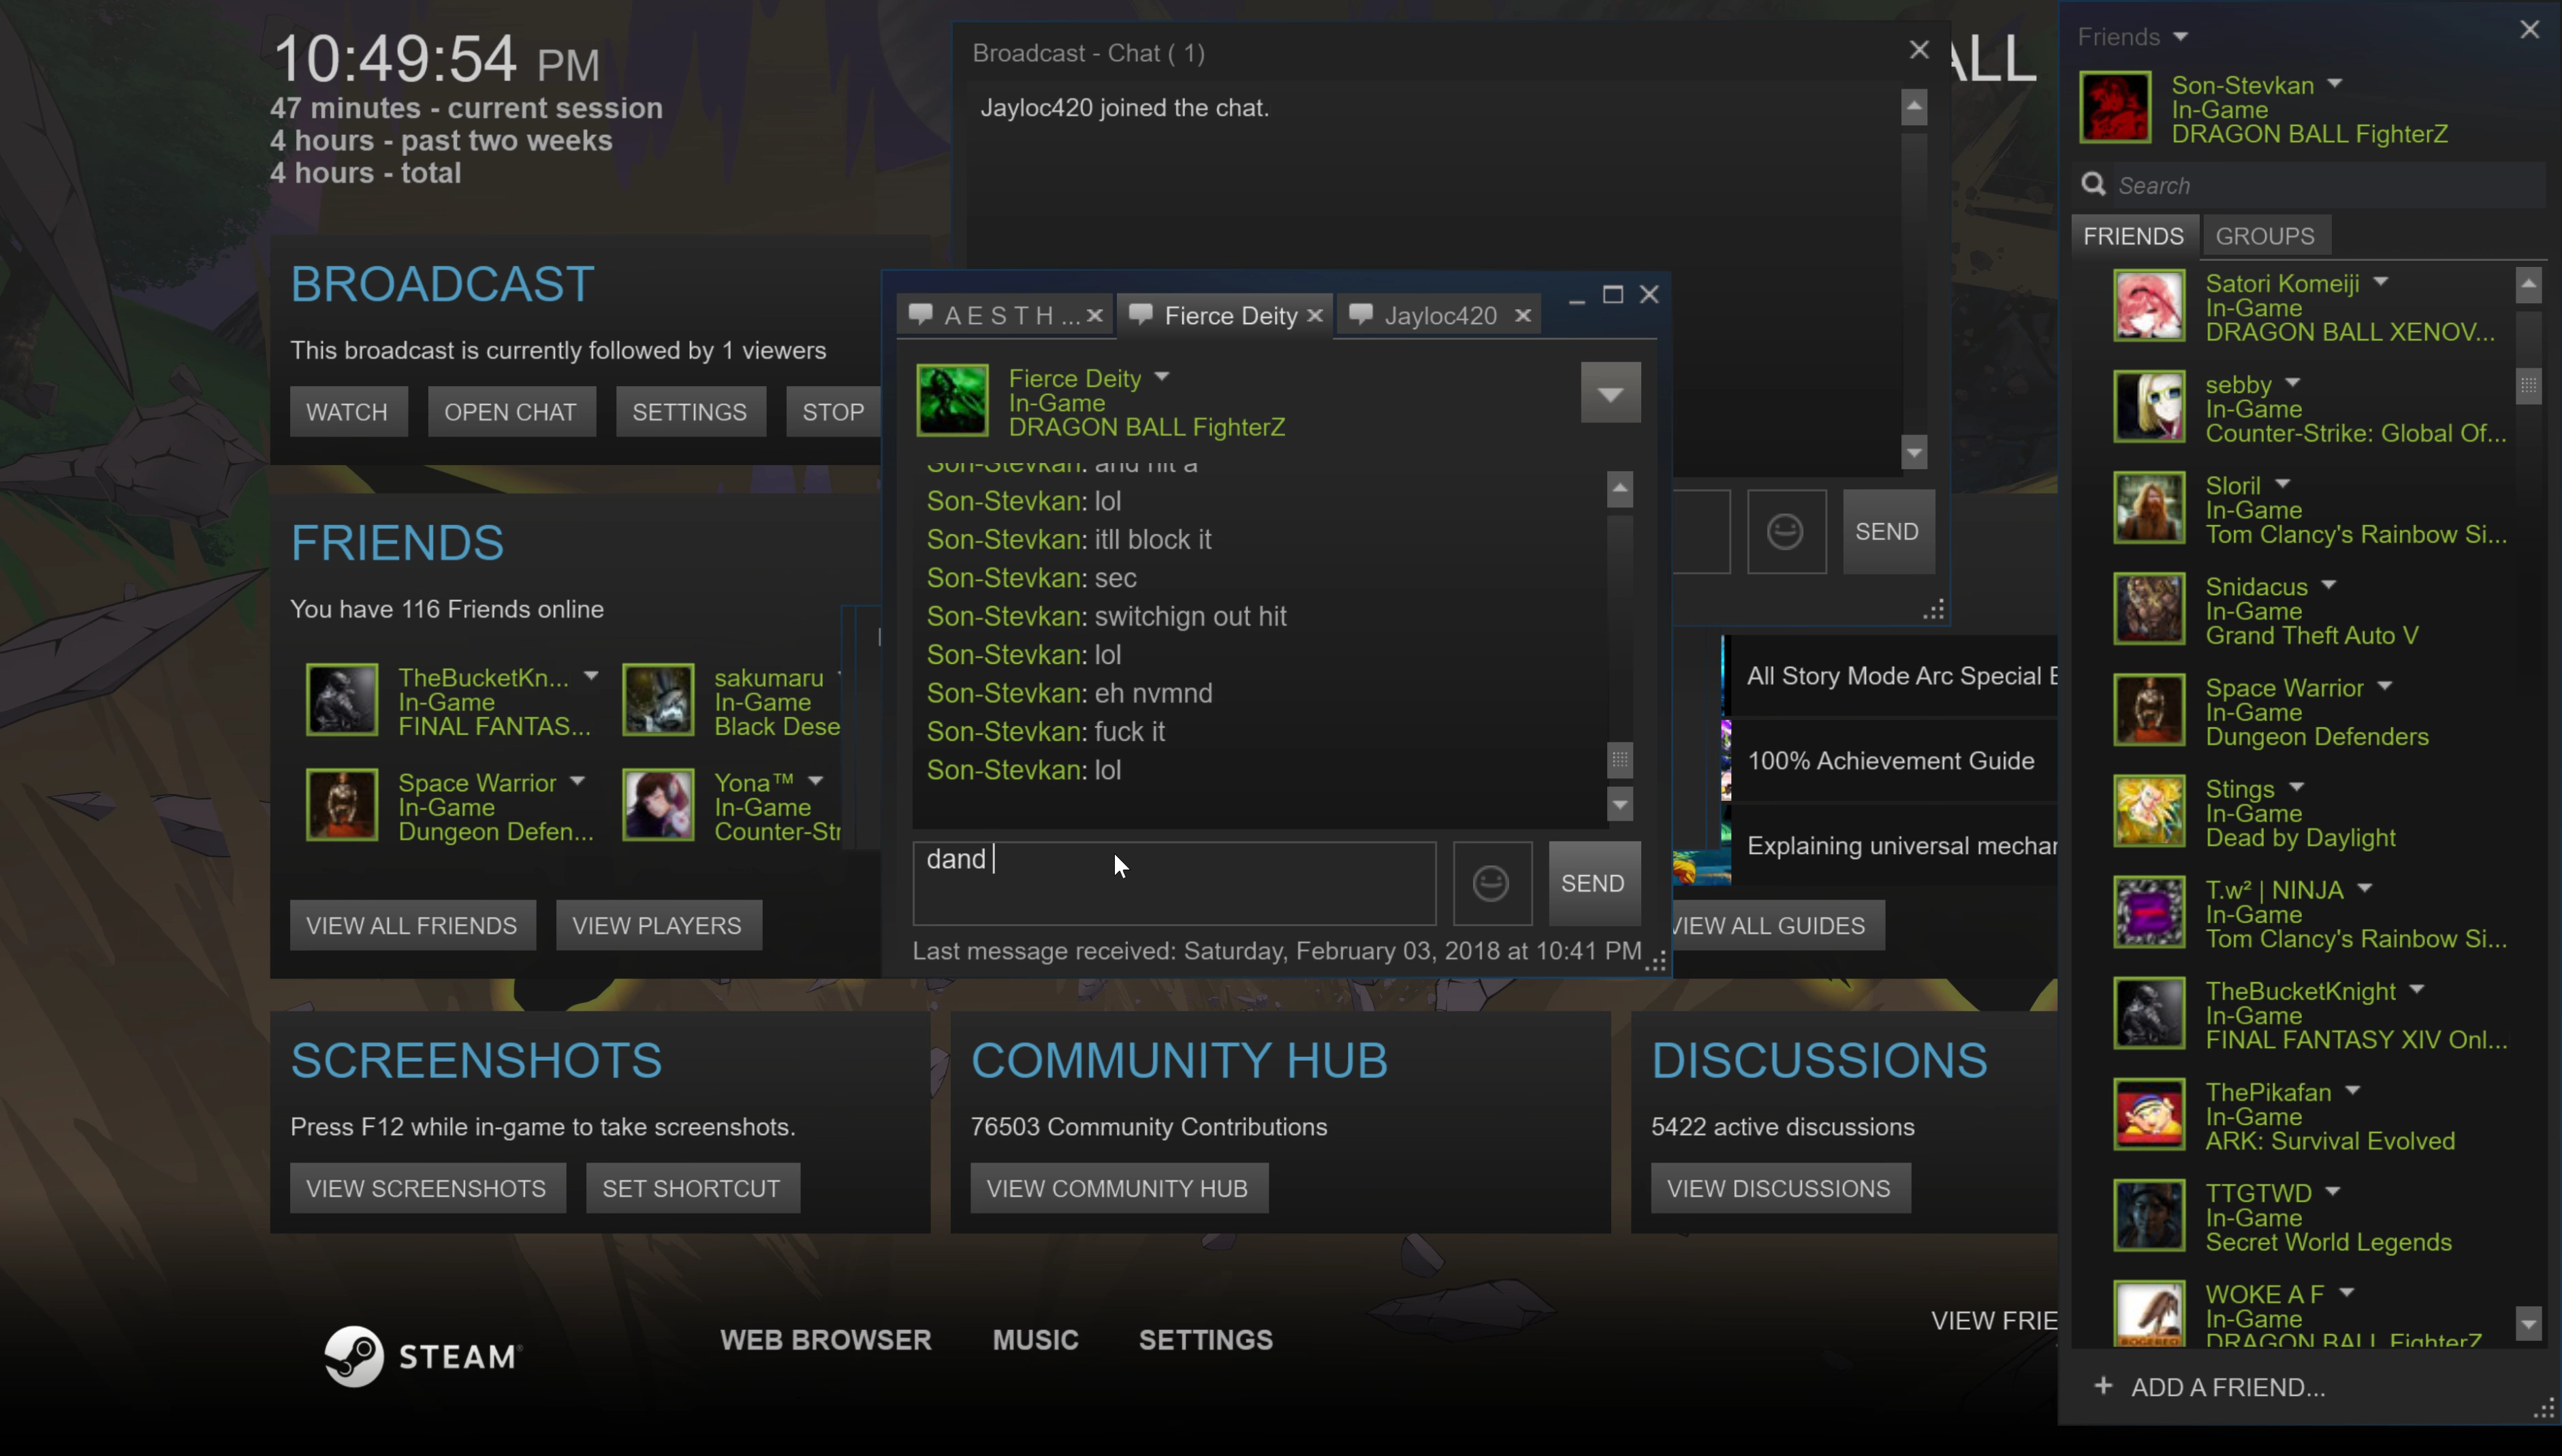 10:49:54 PM
47 minutes - current session
4 hours - past two weeks
4 hours - total
ALL
BROADCAST
This broadcast is currently followed by 1 viewers
WATCH
OPEN CHAT
SETTINGS
STOP
FRIENDS
You have 116 Friends online
TheBucketKn...
In-Game
FINAL FANTAS...
sakumaru
In-Game
Black Dese
Space Warrior
In-Game
Dungeon Defen...
Yona™
In-Game
Counter-Str
VIEW ALL FRIENDS
VIEW PLAYERS
Broadcast - Chat ( 1)
Jayloc420 joined the chat.
SEND
A E S T H ...
Fierce Deity
Jayloc420
Fierce Deity
In-Game
DRAGON BALL FighterZ
Son-Stevkan: and hit a
Son-Stevkan: lol
Son-Stevkan: itll block it
Son-Stevkan: sec
Son-Stevkan: switchign out hit
Son-Stevkan: lol
Son-Stevkan: eh nvmnd
Son-Stevkan: fuck it
Son-Stevkan: lol
dand
SEND
Last message received: Saturday, February 03, 2018 at 10:41 PM
All Story Mode Arc Special E
100% Achievement Guide
Explaining universal mechar
VIEW ALL GUIDES
SCREENSHOTS
Press F12 while in-game to take screenshots.
VIEW SCREENSHOTS
SET SHORTCUT
COMMUNITY HUB
76503 Community Contributions
VIEW COMMUNITY HUB
DISCUSSIONS
5422 active discussions
VIEW DISCUSSIONS
STEAM
WEB BROWSER
MUSIC
SETTINGS
VIEW FRIE
Friends
Son-Stevkan
In-Game
DRAGON BALL FighterZ
Search
FRIENDS
GROUPS
Satori Komeiji
In-Game
DRAGON BALL XENOV...
sebby
In-Game
Counter-Strike: Global Of...
Sloril
In-Game
Tom Clancy's Rainbow Si...
Snidacus
In-Game
Grand Theft Auto V
Space Warrior
In-Game
Dungeon Defenders
Stings
In-Game
Dead by Daylight
T.w² | NINJA
In-Game
Tom Clancy's Rainbow Si...
TheBucketKnight
In-Game
FINAL FANTASY XIV Onl...
ThePikafan
In-Game
ARK: Survival Evolved
TTGTWD
In-Game
Secret World Legends
WOKE A F
In-Game
DRAGON BALL FighterZ
+ ADD A FRIEND...